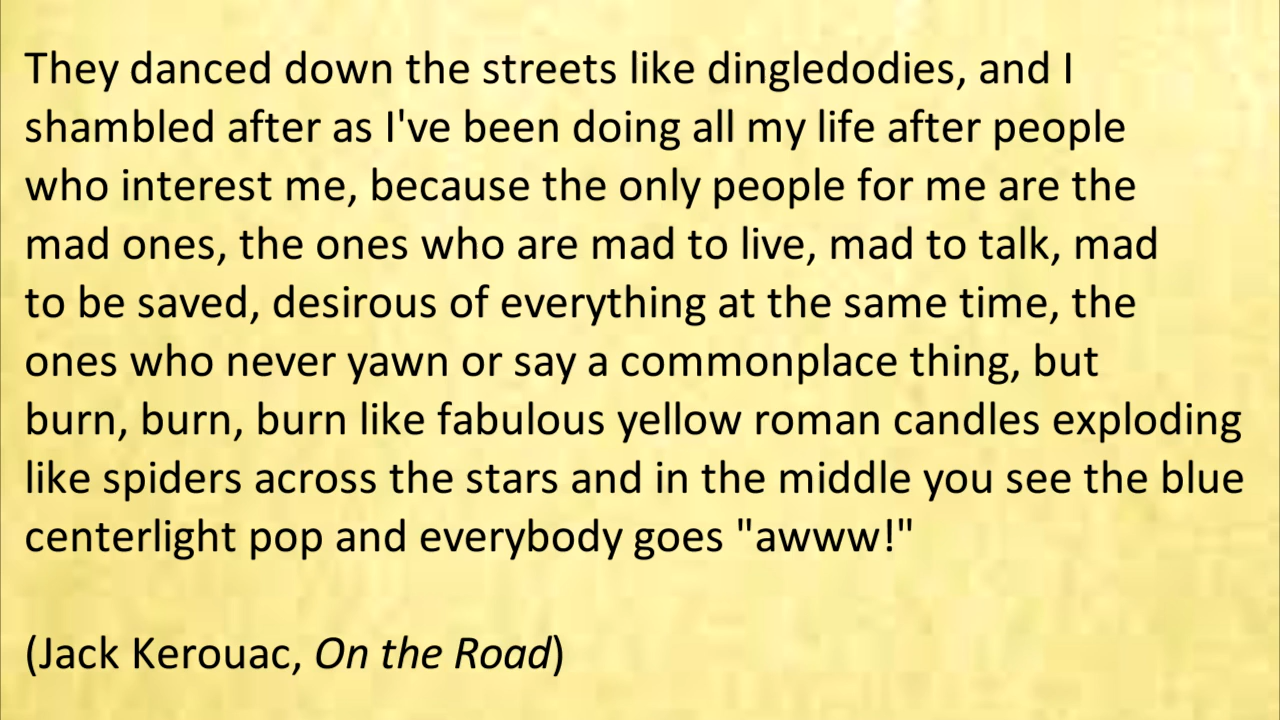 They danced down the streets like dingledodies, and I
shambled after as I've been doing all my life after people
who interest me, because the only people for me are the
mad ones, the ones who are mad to live, mad to talk, mad
to be saved, desirous of everything at the same time, the
ones who never yawn or say a commonplace thing, but
burn, burn, burn like fabulous yellow roman candles exploding
like spiders across the stars and in the middle you see the blue
centerlight pop and everybody goes "awww!"
(Jack Kerouac, On the Road)